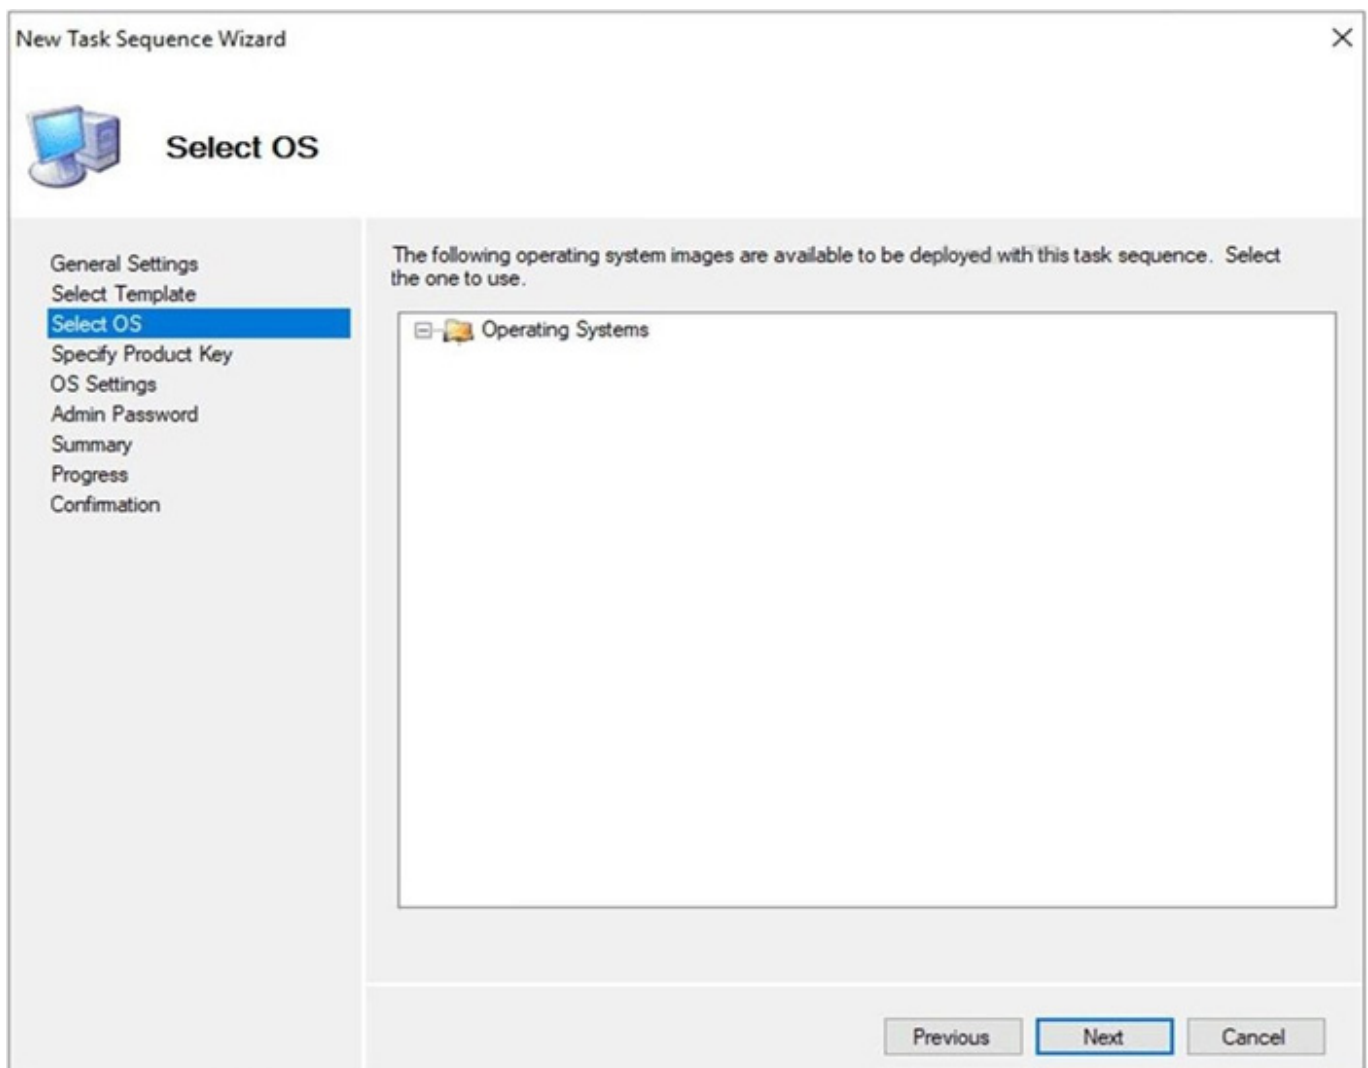 New Task Sequence Wizard
Select OS
General Settings
Select Template
Select OS
Specify Product Key
OS Settings
Admin Password
Summary
Progress
Confirmation
The following operating system images are available to be deployed with this task sequence. Select
the one to use.
Operating Systems
Previous
Next
Cancel